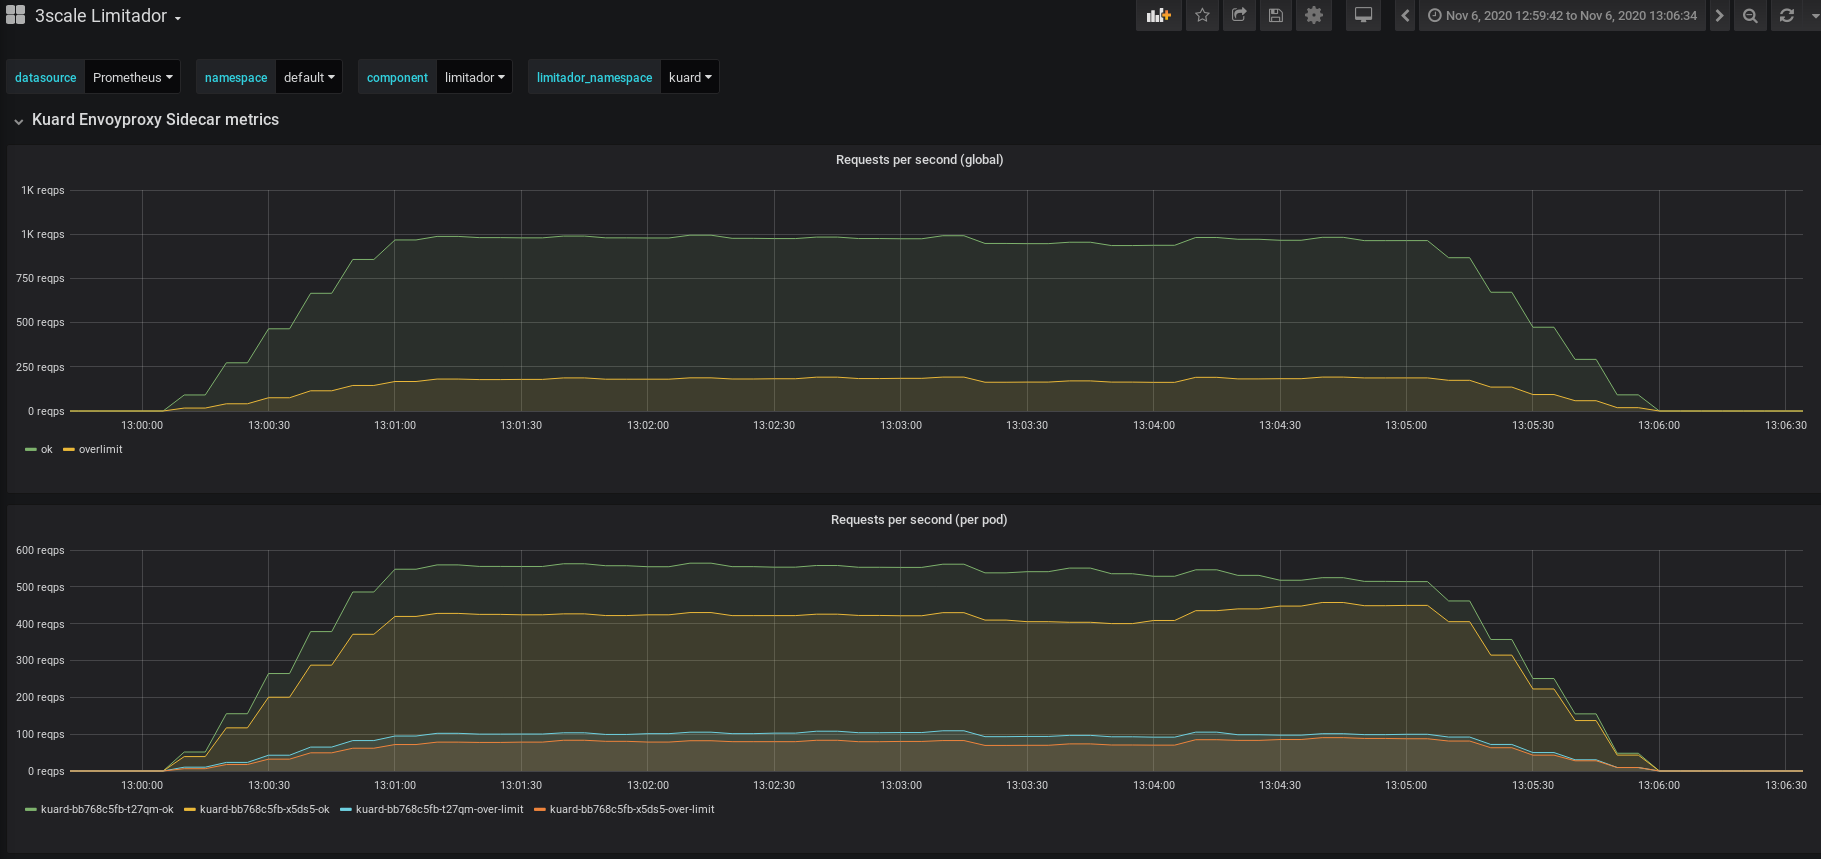 3scale Limitador
Nov 6, 2020 12:59:42 to Nov 6, 2020 13:06:34
datasource Prometheus namespace default component limitador limitador_namespace kuard
Kuard Envoyproxy Sidecar metrics
Requests per second (global)
1K reqps
1K reqps
750 reqps
500 reqps
250 reqps
0 reqps
13:00:00 13:00:30 13:01:00 13:01:30 13:02:00 13:02:30 13:03:00 13:03:30 13:04:00 13:04:30 13:05:00 13:05:30 13:06:00 13:06:30
ok overlimit
Requests per second (per pod)
600 reqps
500 reqps
400 reqps
300 reqps
200 reqps
100 reqps
0 reqps
13:00:00 13:00:30 13:01:00 13:01:30 13:02:00 13:02:30 13:03:00 13:03:30 13:04:00 13:04:30 13:05:00 13:05:30 13:06:00 13:06:30
kuard-bb768c5fb-t27qm-ok kuard-bb768c5fb-x5ds5-ok kuard-bb768c5fb-t27qm-over-limit kuard-bb768c5fb-x5ds5-over-limit